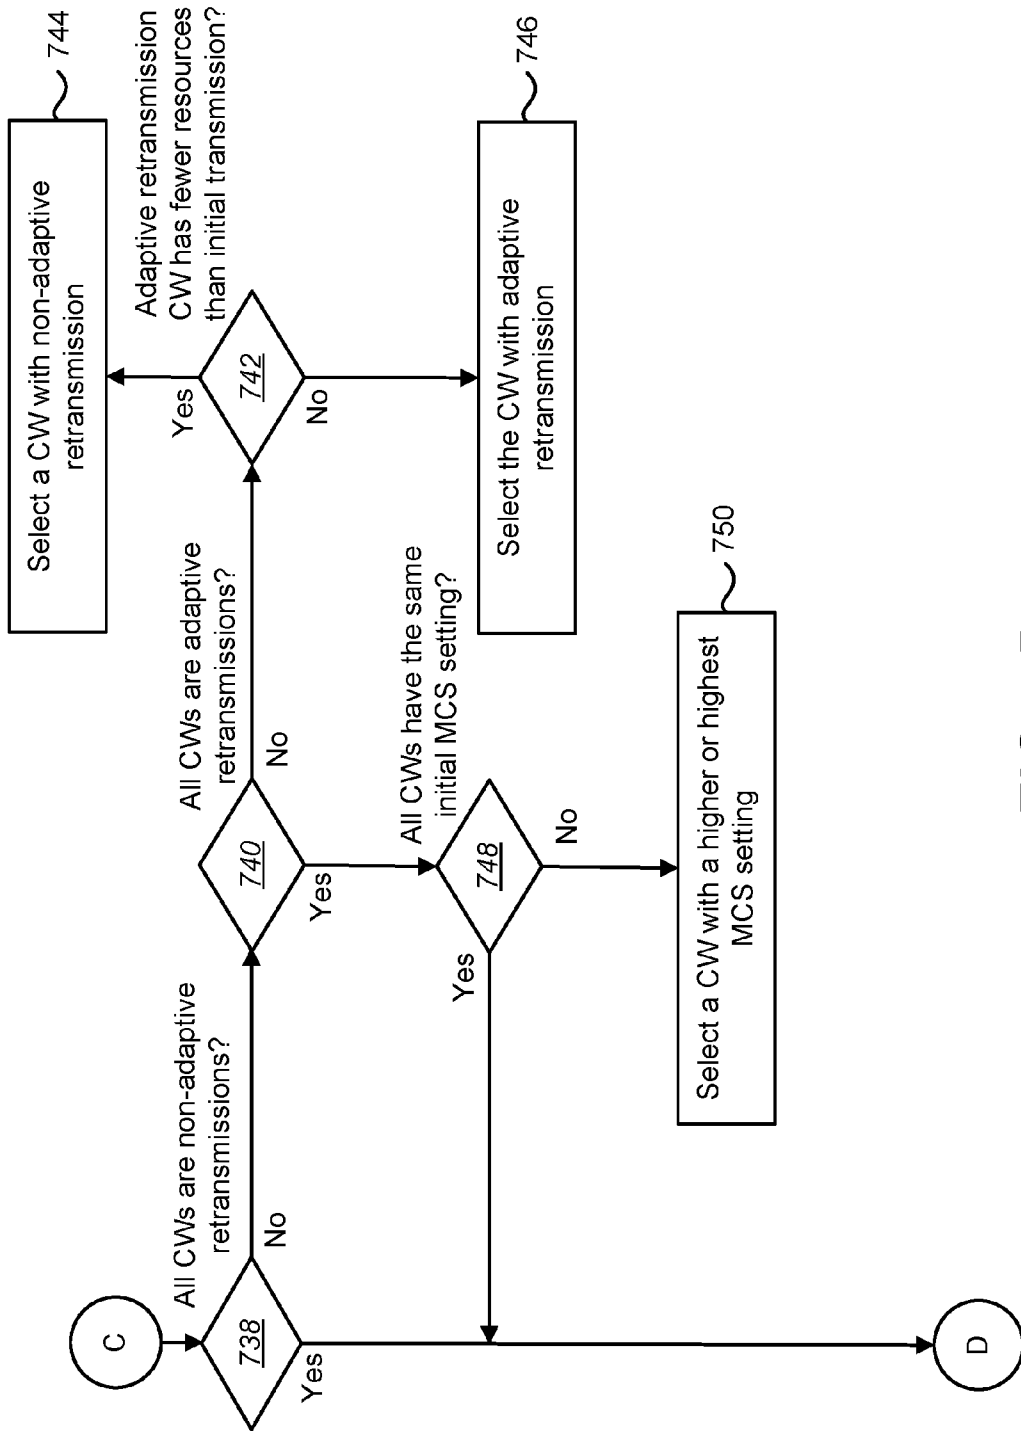 C
All CWs are non-adaptive
retransmissions?
738
No
Yes
All CWs are adaptive
retransmissions?
740
No
Yes
Adaptive retransmission
CW has fewer resources
than initial transmission?
742
Yes
No
Select a CW with non-adaptive
retransmission
744
Select the CW with adaptive
retransmission
746
All CWs have the same
initial MCS setting?
748
Yes
No
Select a CW with a higher or highest
MCS setting
750
D